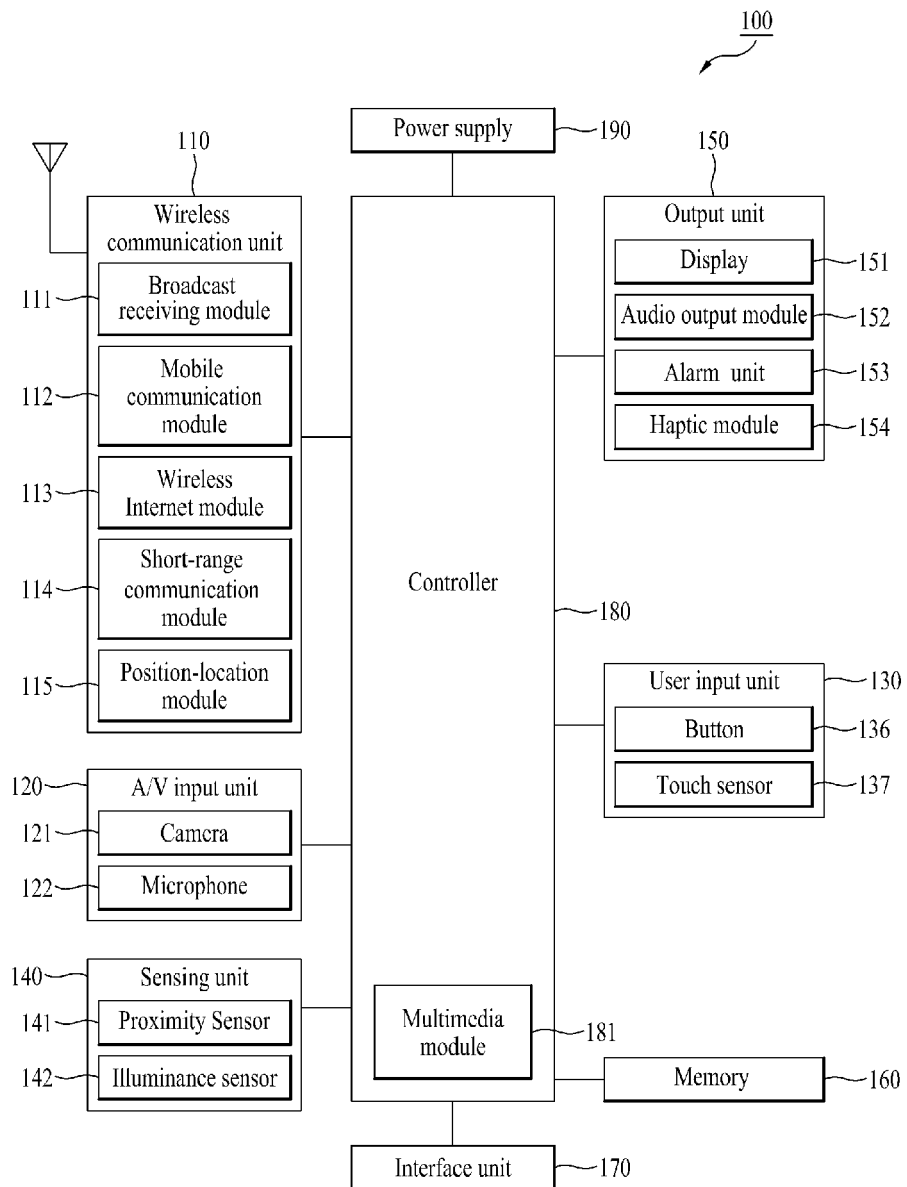 100
Power supply
190
110
Wireless
communication unit
111
Broadcast
receiving module
112
Mobile
communication
module
113
Wireless
Internet module
114
Short-range
communication
module
115
Position-location
module
120
A/V input unit
121
Camera
122
Microphone
140
Sensing unit
141
Proximity Sensor
142
Illuminance sensor
Controller
180
Multimedia
module
181
150
Output unit
Display
151
Audio output module
152
Alarm unit
153
Haptic module
154
User input unit
130
Button
136
Touch sensor
137
Memory
160
Interface unit
170